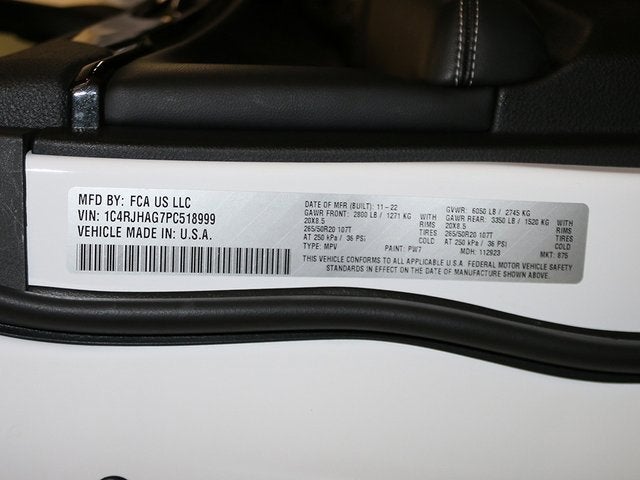 MFD BY: FCA US LLC
VIN: 1C4RJHAG7PC518999
VEHICLE MADE IN: U.S.A.
DATE OF MFR (BUILT): 11-22 GVWR: 6050 LB / 2745 KG
GAWR FRONT: 2800 LB / 1271 KG WITH GAWR REAR: 3350 LB / 1520 KG WITH
20X8.5 RIMS 20X8.5 RIMS
265/50R20 107T TIRES 265/50R20 107T TIRES
AT 250 kPa / 36 PSI COLD AT 250 kPa / 36 PSI COLD
TYPE: MPV PAINT: PW7 MDH: 112923 MKT: 875
THIS VEHICLE CONFORMS TO ALL APPLICABLE U.S.A. FEDERAL MOTOR VEHICLE SAFETY
STANDARDS IN EFFECT ON THE DATE OF MANUFACTURE SHOWN ABOVE.